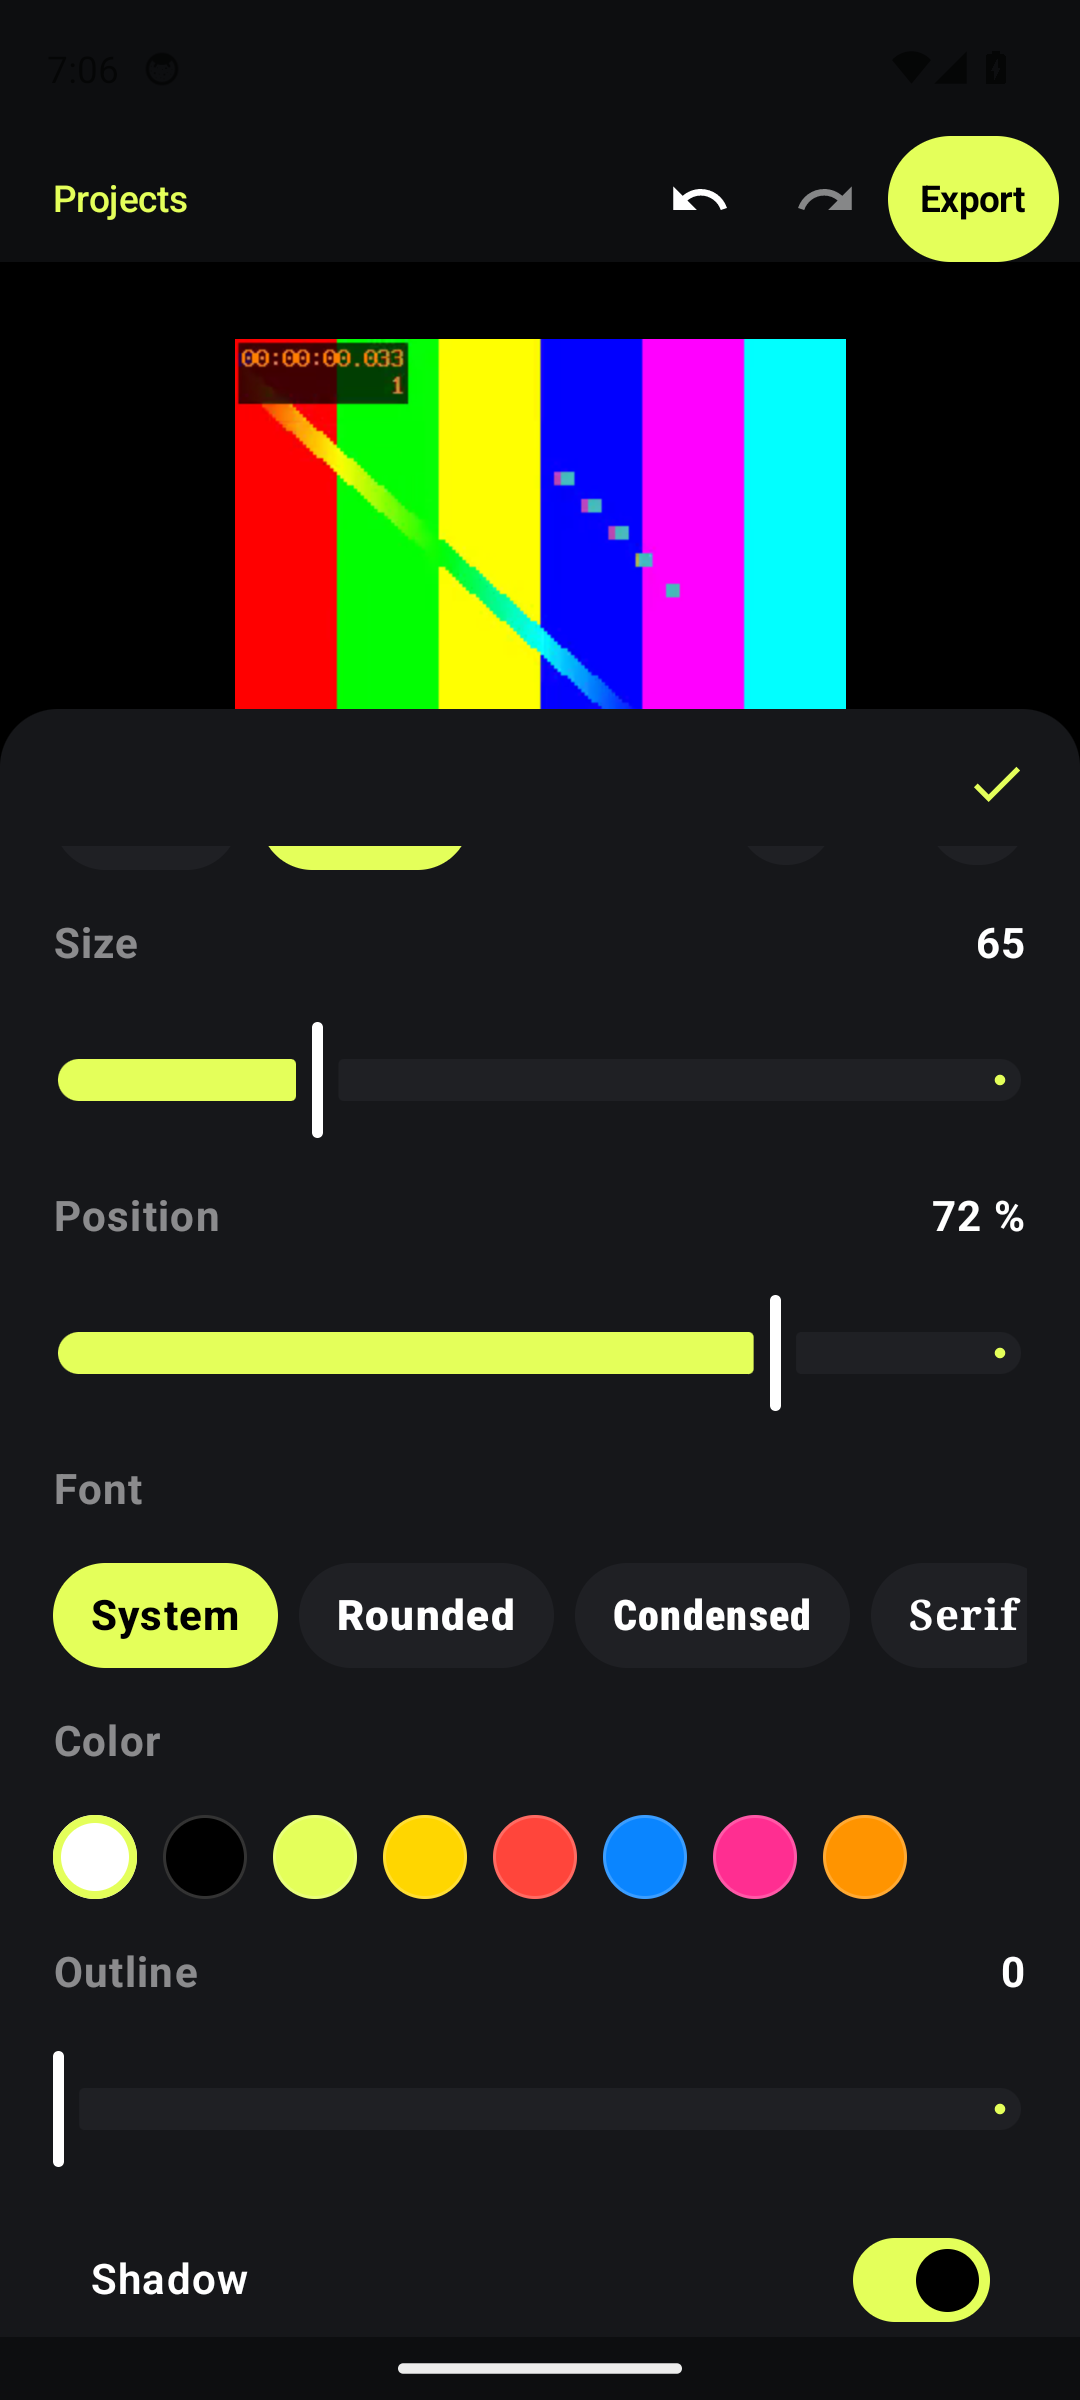 7:06
Projects
Export
00:00:00.033
1
Size
65
Position
72 %
Font
System
Rounded
Condensed
Serif
Color
Outline
0
Shadow